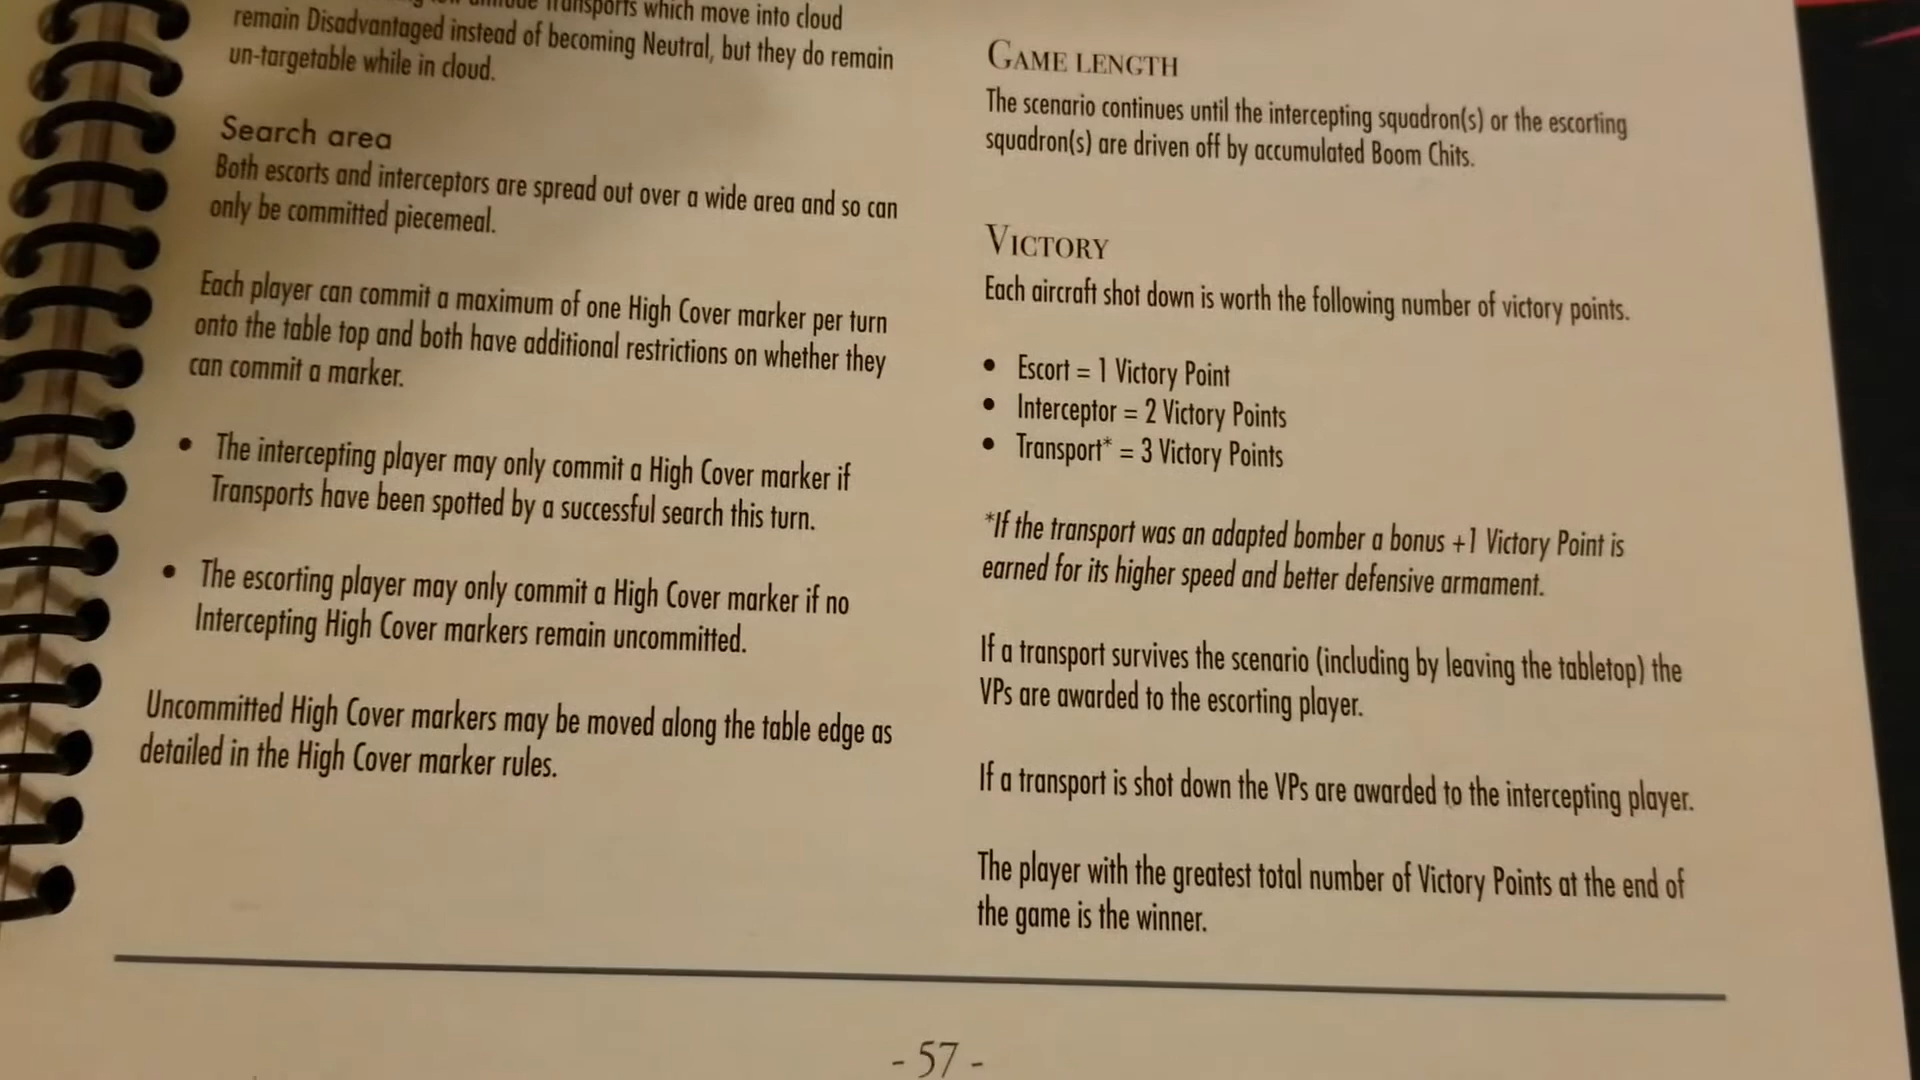 Transports which move into cloud
remain Disadvantaged instead of becoming Neutral, but they do remain
un-targetable while in cloud.
Search area
Both escorts and interceptors are spread out over a wide area and so can
only be committed piecemeal.
Each player can commit a maximum of one High Cover marker per turn
onto the table top and both have additional restrictions on whether they
can commit a marker.
• The intercepting player may only commit a High Cover marker if
Transports have been spotted by a successful search this turn.
• The escorting player may only commit a High Cover marker if no
Intercepting High Cover markers remain uncommitted.
Uncommitted High Cover markers may be moved along the table edge as
detailed in the High Cover marker rules.
GAME LENGTH
The scenario continues until the intercepting squadron(s) or the escorting
squadron(s) are driven off by accumulated Boom Chits.
VICTORY
Each aircraft shot down is worth the following number of victory points.
• Escort = 1 Victory Point
• Interceptor = 2 Victory Points
• Transport* = 3 Victory Points
*If the transport was an adapted bomber a bonus +1 Victory Point is
earned for its higher speed and better defensive armament.
If a transport survives the scenario (including by leaving the tabletop) the
VPs are awarded to the escorting player.
If a transport is shot down the VPs are awarded to the intercepting player.
The player with the greatest total number of Victory Points at the end of
the game is the winner.
- 57 -